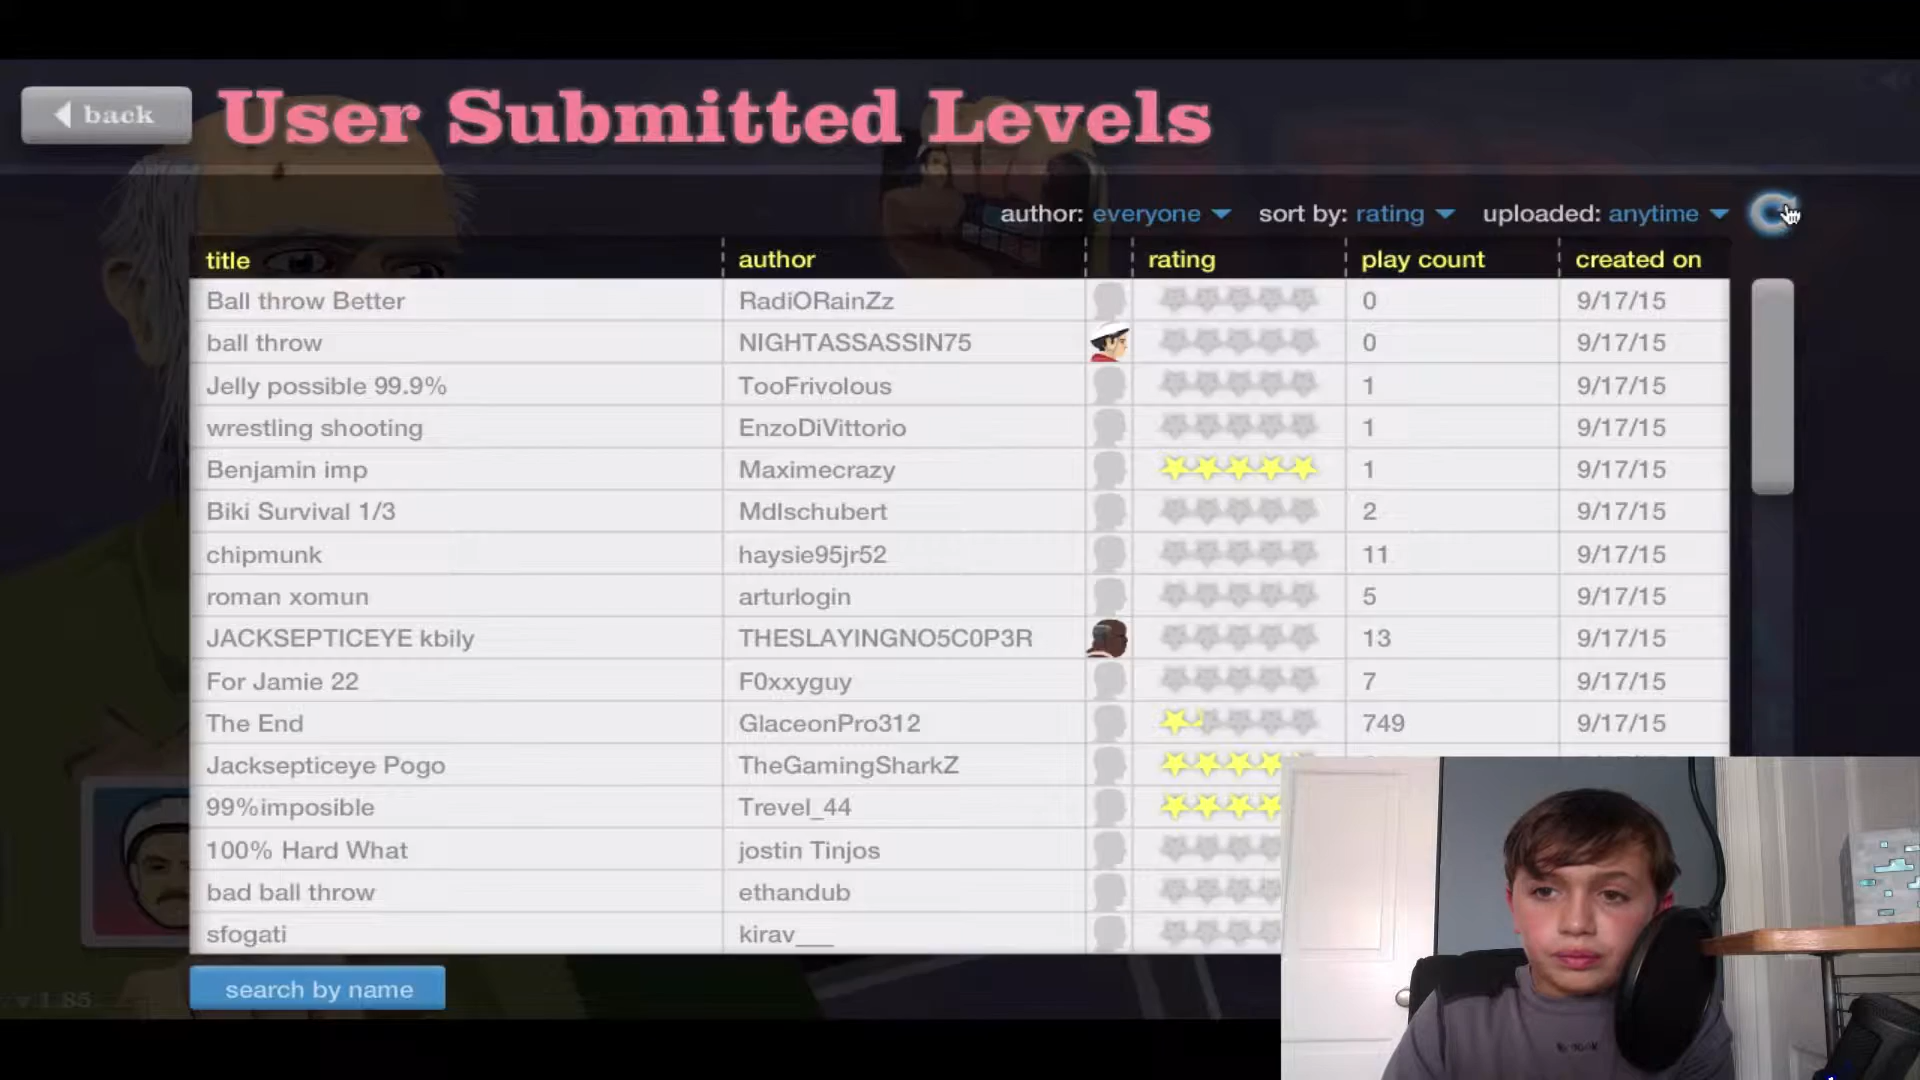 back
User Submitted Levels
author: everyone sort by: rating uploaded: anytime
title author rating play count created on
Ball throw Better RadiORainZz 0 9/17/15
ball throw NIGHTASSASSIN75 0 9/17/15
Jelly possible 99.9% TooFrivolous 1 9/17/15
wrestling shooting EnzoDiVittorio 1 9/17/15
Benjamin imp Maximecrazy 1 9/17/15
Biki Survival 1/3 Mdlschubert 2 9/17/15
chipmunk haysie95jr52 11 9/17/15
roman xomun arturlogin 5 9/17/15
JACKSEPTICEYE kbily THESLAYINGNO5C0P3R 13 9/17/15
For Jamie 22 F0xxyguy 7 9/17/15
The End GlaceonPro312 749 9/17/15
Jacksepticeye Pogo TheGamingSharkZ
99%imposible Trevel_44
100% Hard What jostin Tinjos
bad ball throw ethandub
sfogati kirav___
search by name
v 1.85